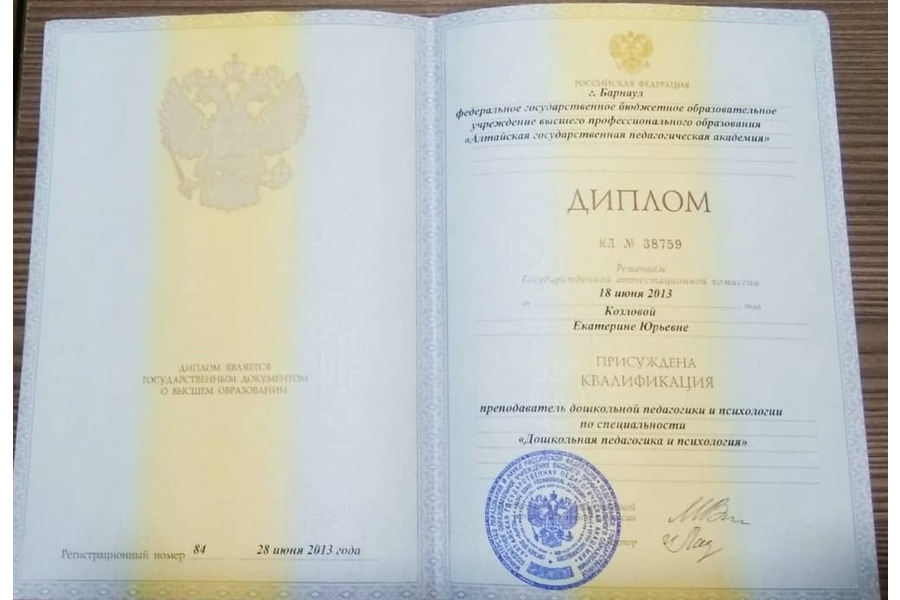 ДИПЛОМ ЯВЛЯЕТСЯ
ГОСУДАРСТВЕННЫМ ДОКУМЕНТОМ
О ВЫСШЕМ ОБРАЗОВАНИИ
Регистрационный номер 84 28 июня 2013 года
РОССИЙСКАЯ ФЕДЕРАЦИЯ
г. Барнаул
федеральное государственное бюджетное образовательное
учреждение высшего профессионального образования
«Алтайская государственная педагогическая академия»
ДИПЛОМ
КЛ № 38759
Решением
Государственной аттестационной комиссии
от 18 июня 2013 года
Козловой
Екатерине Юрьевне
ПРИСУЖДЕНА
КВАЛИФИКАЦИЯ
преподаватель дошкольной педагогики и психологии
по специальности
«Дошкольная педагогика и психология»